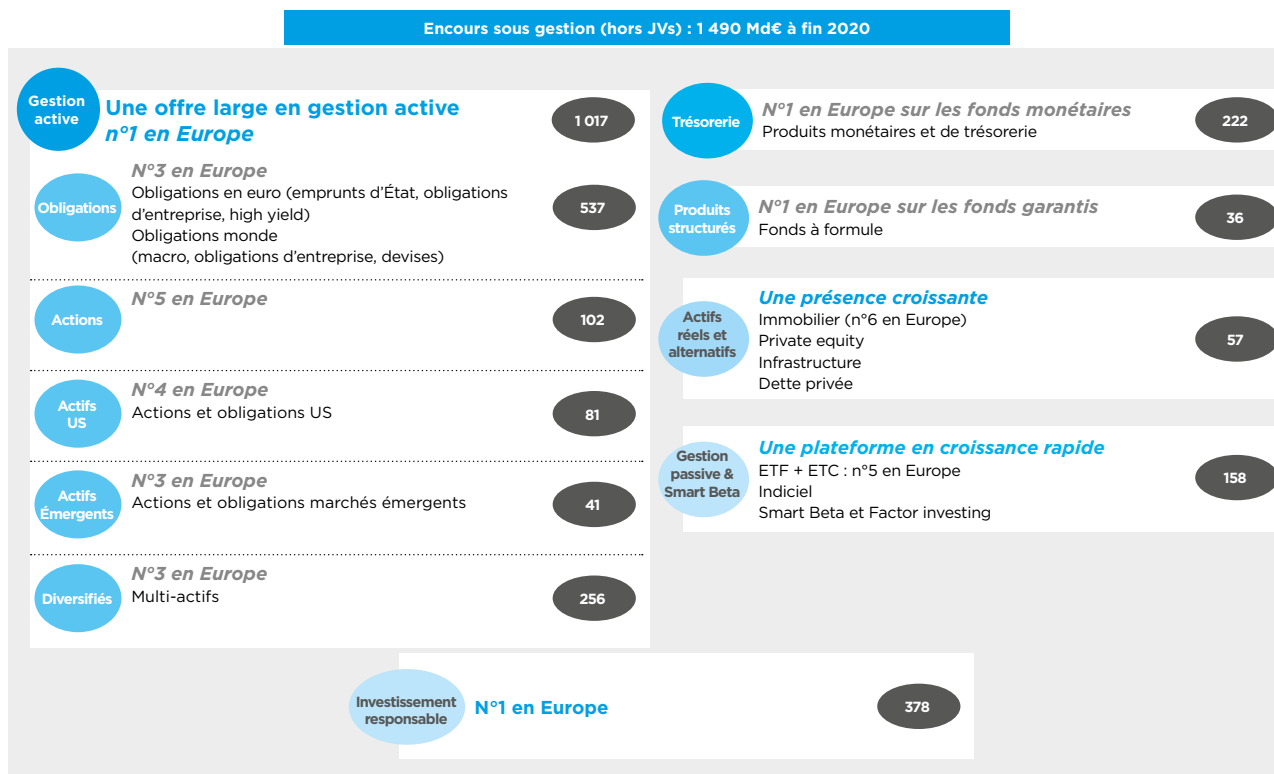 Encours sous gestion (hors JVs) : 1 490 Md€ à fin 2020
Gestion
active
Une offre large en gestion active
n°1 en Europe
1 017
Obligations
N°3 en Europe
Obligations en euro (emprunts d’État, obligations
d’entreprise, high yield)
Obligations monde
(macro, obligations d’entreprise, devises)
537
Actions
N°5 en Europe
102
Actifs
US
N°4 en Europe
Actions et obligations US
81
Actifs
Émergents
N°3 en Europe
Actions et obligations marchés émergents
41
Diversifiés
N°3 en Europe
Multi-actifs
256
Trésorerie
N°1 en Europe sur les fonds monétaires
Produits monétaires et de trésorerie
222
Produits
structurés
N°1 en Europe sur les fonds garantis
Fonds à formule
36
Actifs
réels et
alternatifs
Une présence croissante
Immobilier (n°6 en Europe)
Private equity
Infrastructure
Dette privée
57
Gestion
passive &
Smart Beta
Une plateforme en croissance rapide
ETF + ETC : n°5 en Europe
Indiciel
Smart Beta et Factor investing
158
Investissement
responsable
N°1 en Europe
378